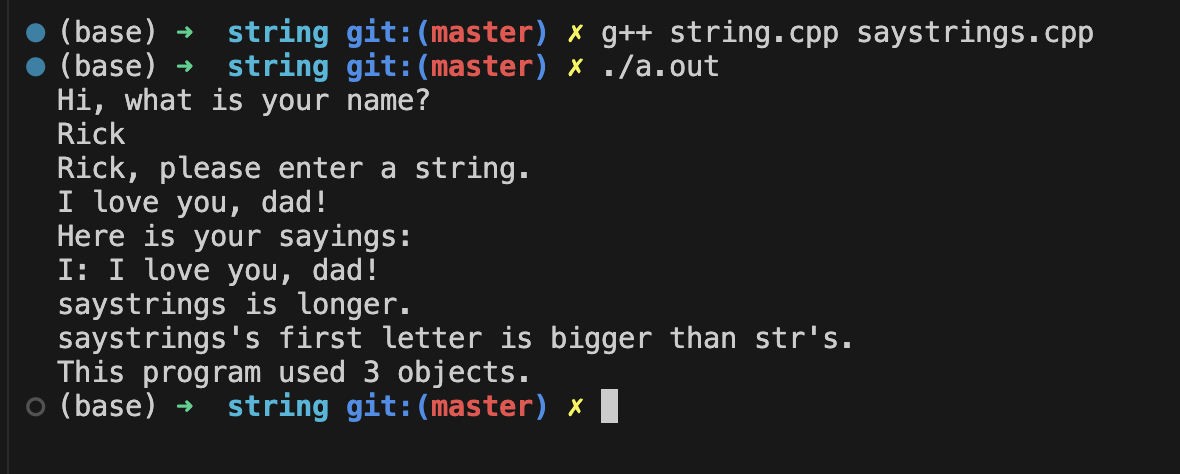 (base) ➜  string git:(master) ✗ g++ string.cpp saystrings.cpp
(base) ➜  string git:(master) ✗ ./a.out
Hi, what is your name?
Rick
Rick, please enter a string.
I love you, dad!
Here is your sayings:
I: I love you, dad!
saystrings is longer.
saystrings's first letter is bigger than str's.
This program used 3 objects.
(base) ➜  string git:(master) ✗